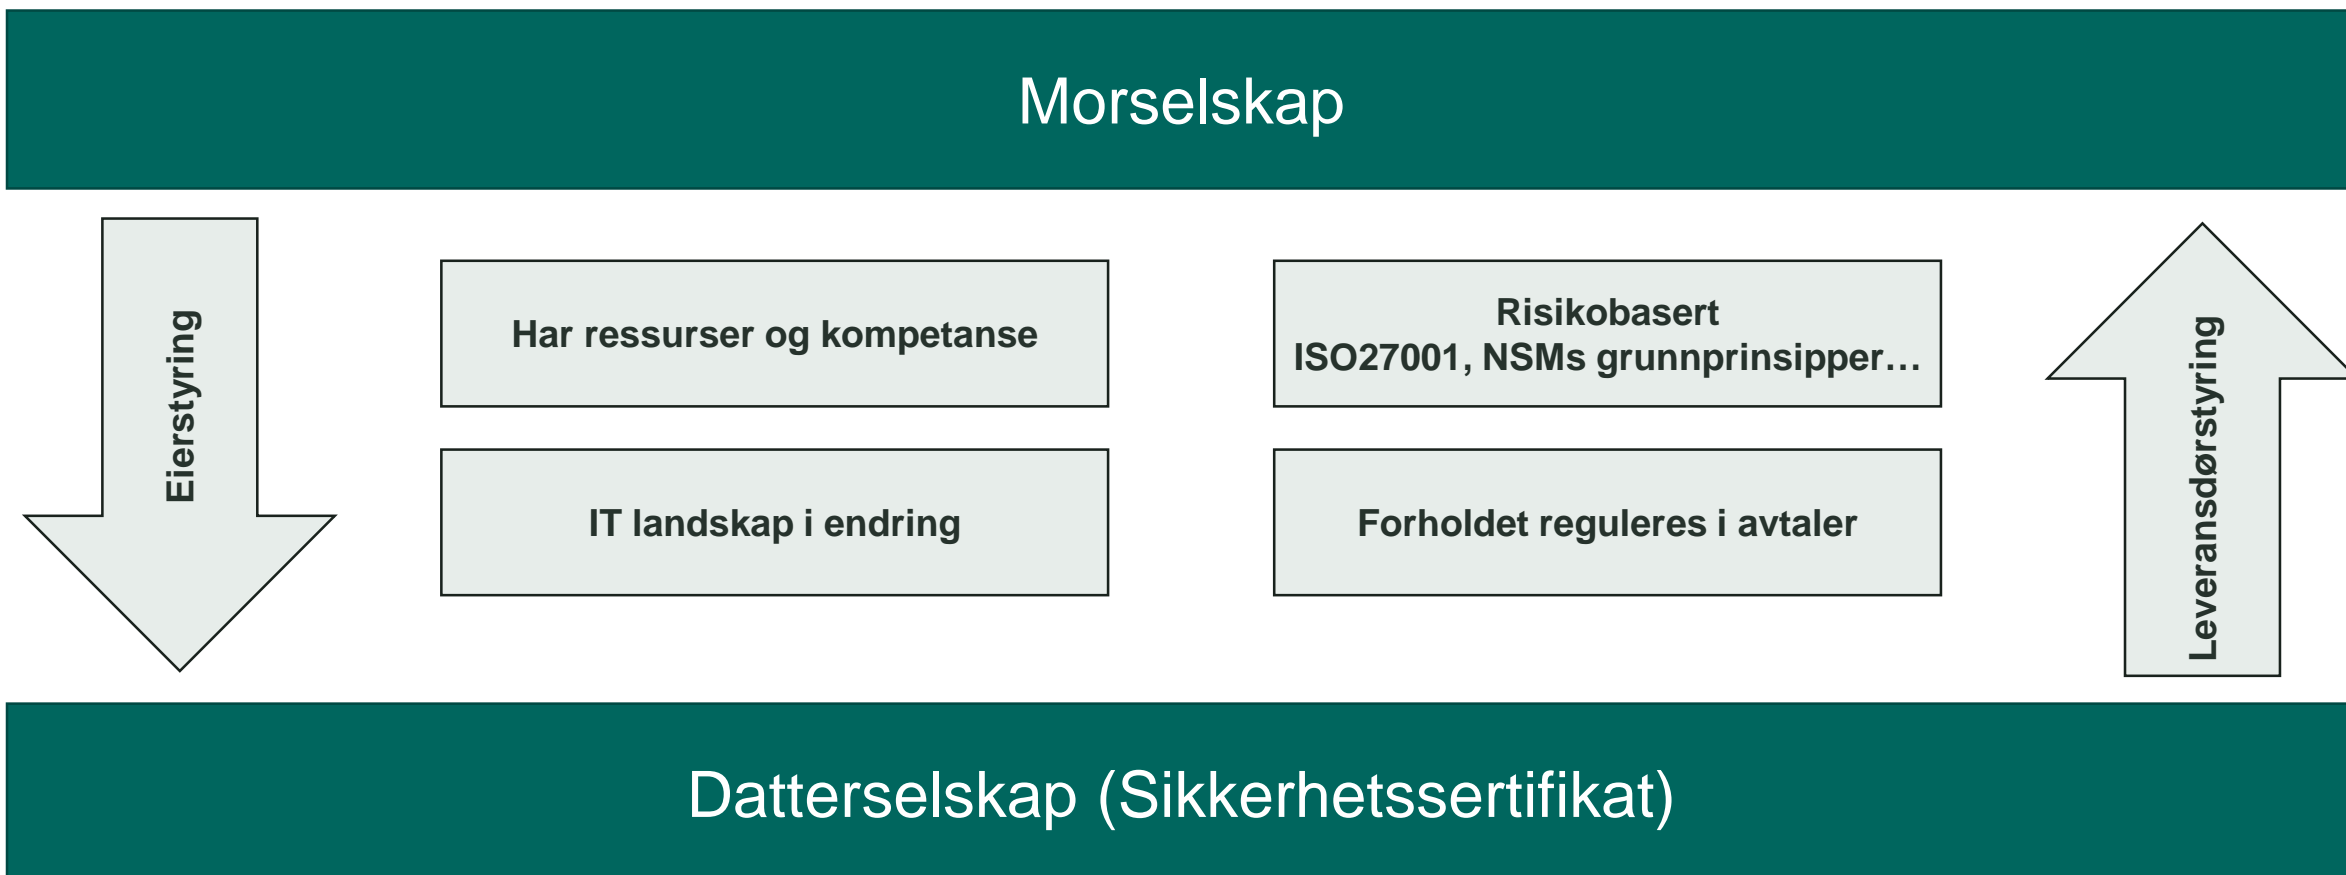 Morselskap
Eierstyring
Har ressurser og kompetanse
Risikobasert
ISO27001, NSMs grunnprinsipper…
Leveransdørstyring
IT landskap i endring
Forholdet reguleres i avtaler
Datterselskap (Sikkerhetssertifikat)